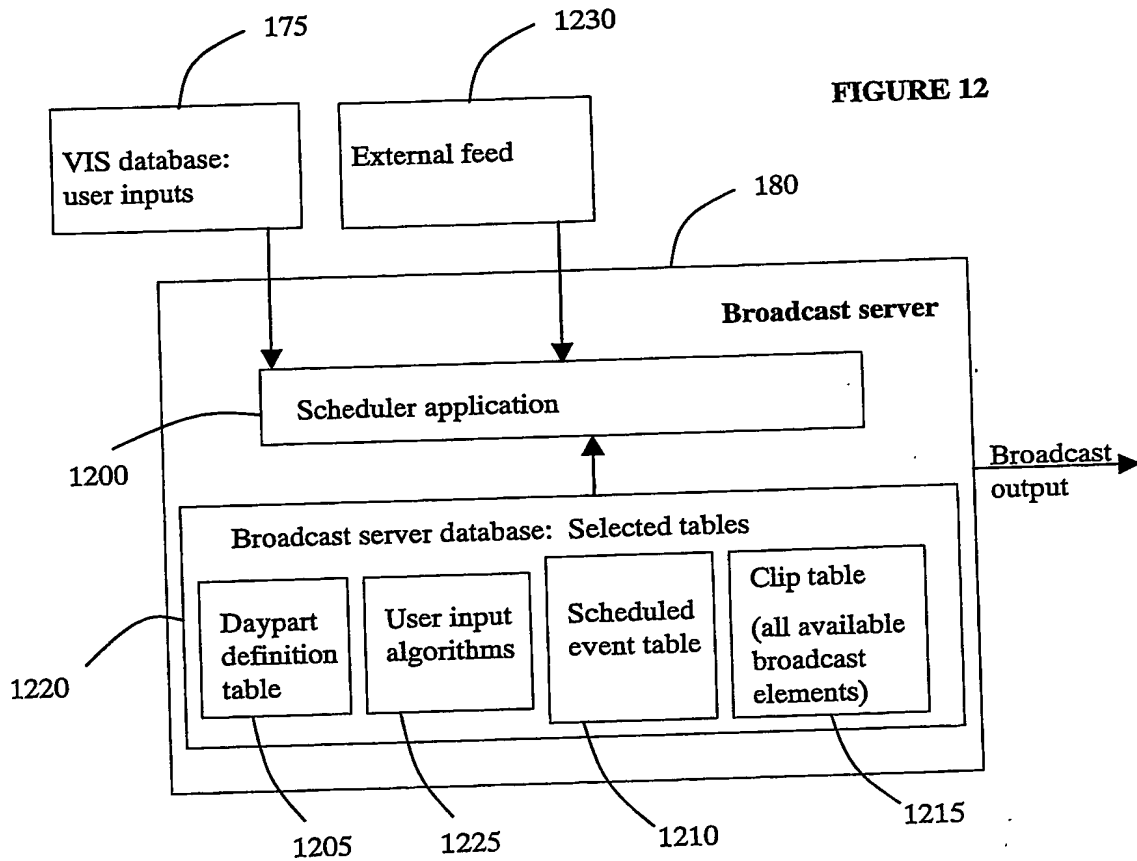 175
1230
FIGURE 12
VIS database:
user inputs
External feed
180
Broadcast server
Scheduler application
1200
Broadcast
output
Broadcast server database: Selected tables
Daypart
definition
table
User input
algorithms
Scheduled
event table
Clip table
(all available
broadcast
elements)
1220
1205
1225
1210
1215